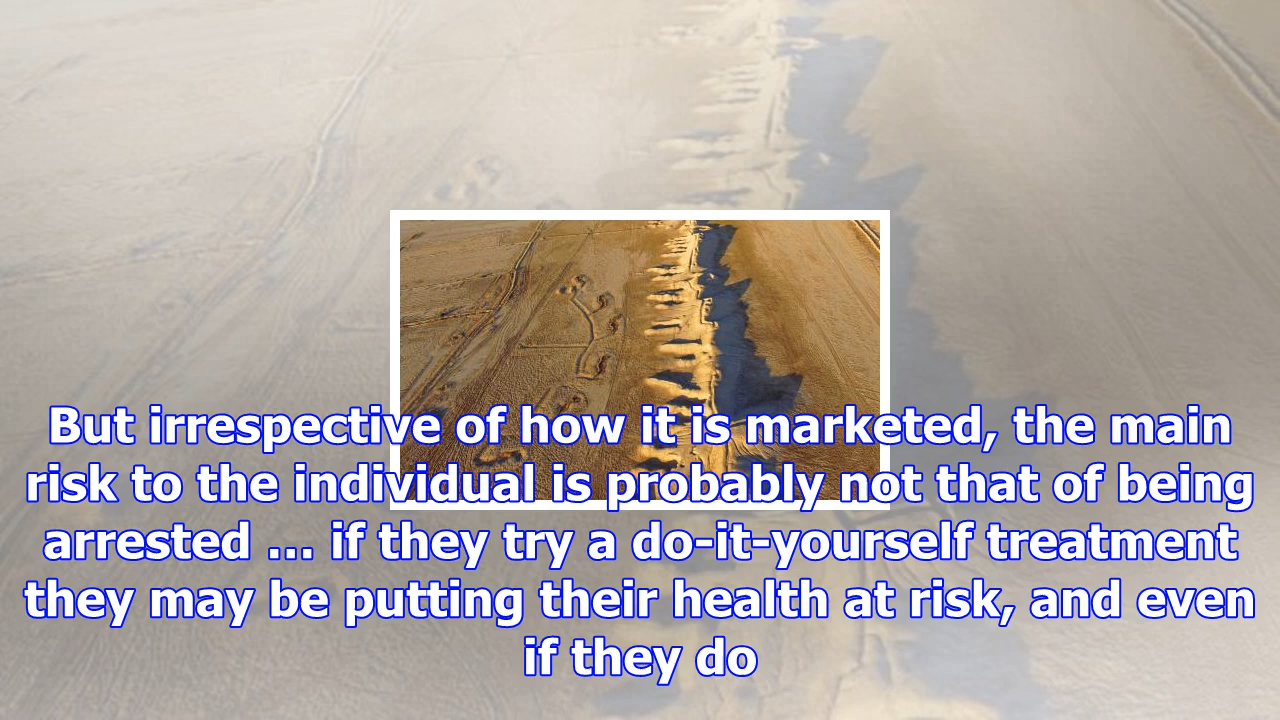 But irrespective of how it is marketed, the main
risk to the individual is probably not that of being
arrested ... if they try a do-it-yourself treatment
they may be putting their health at risk, and even
if they do